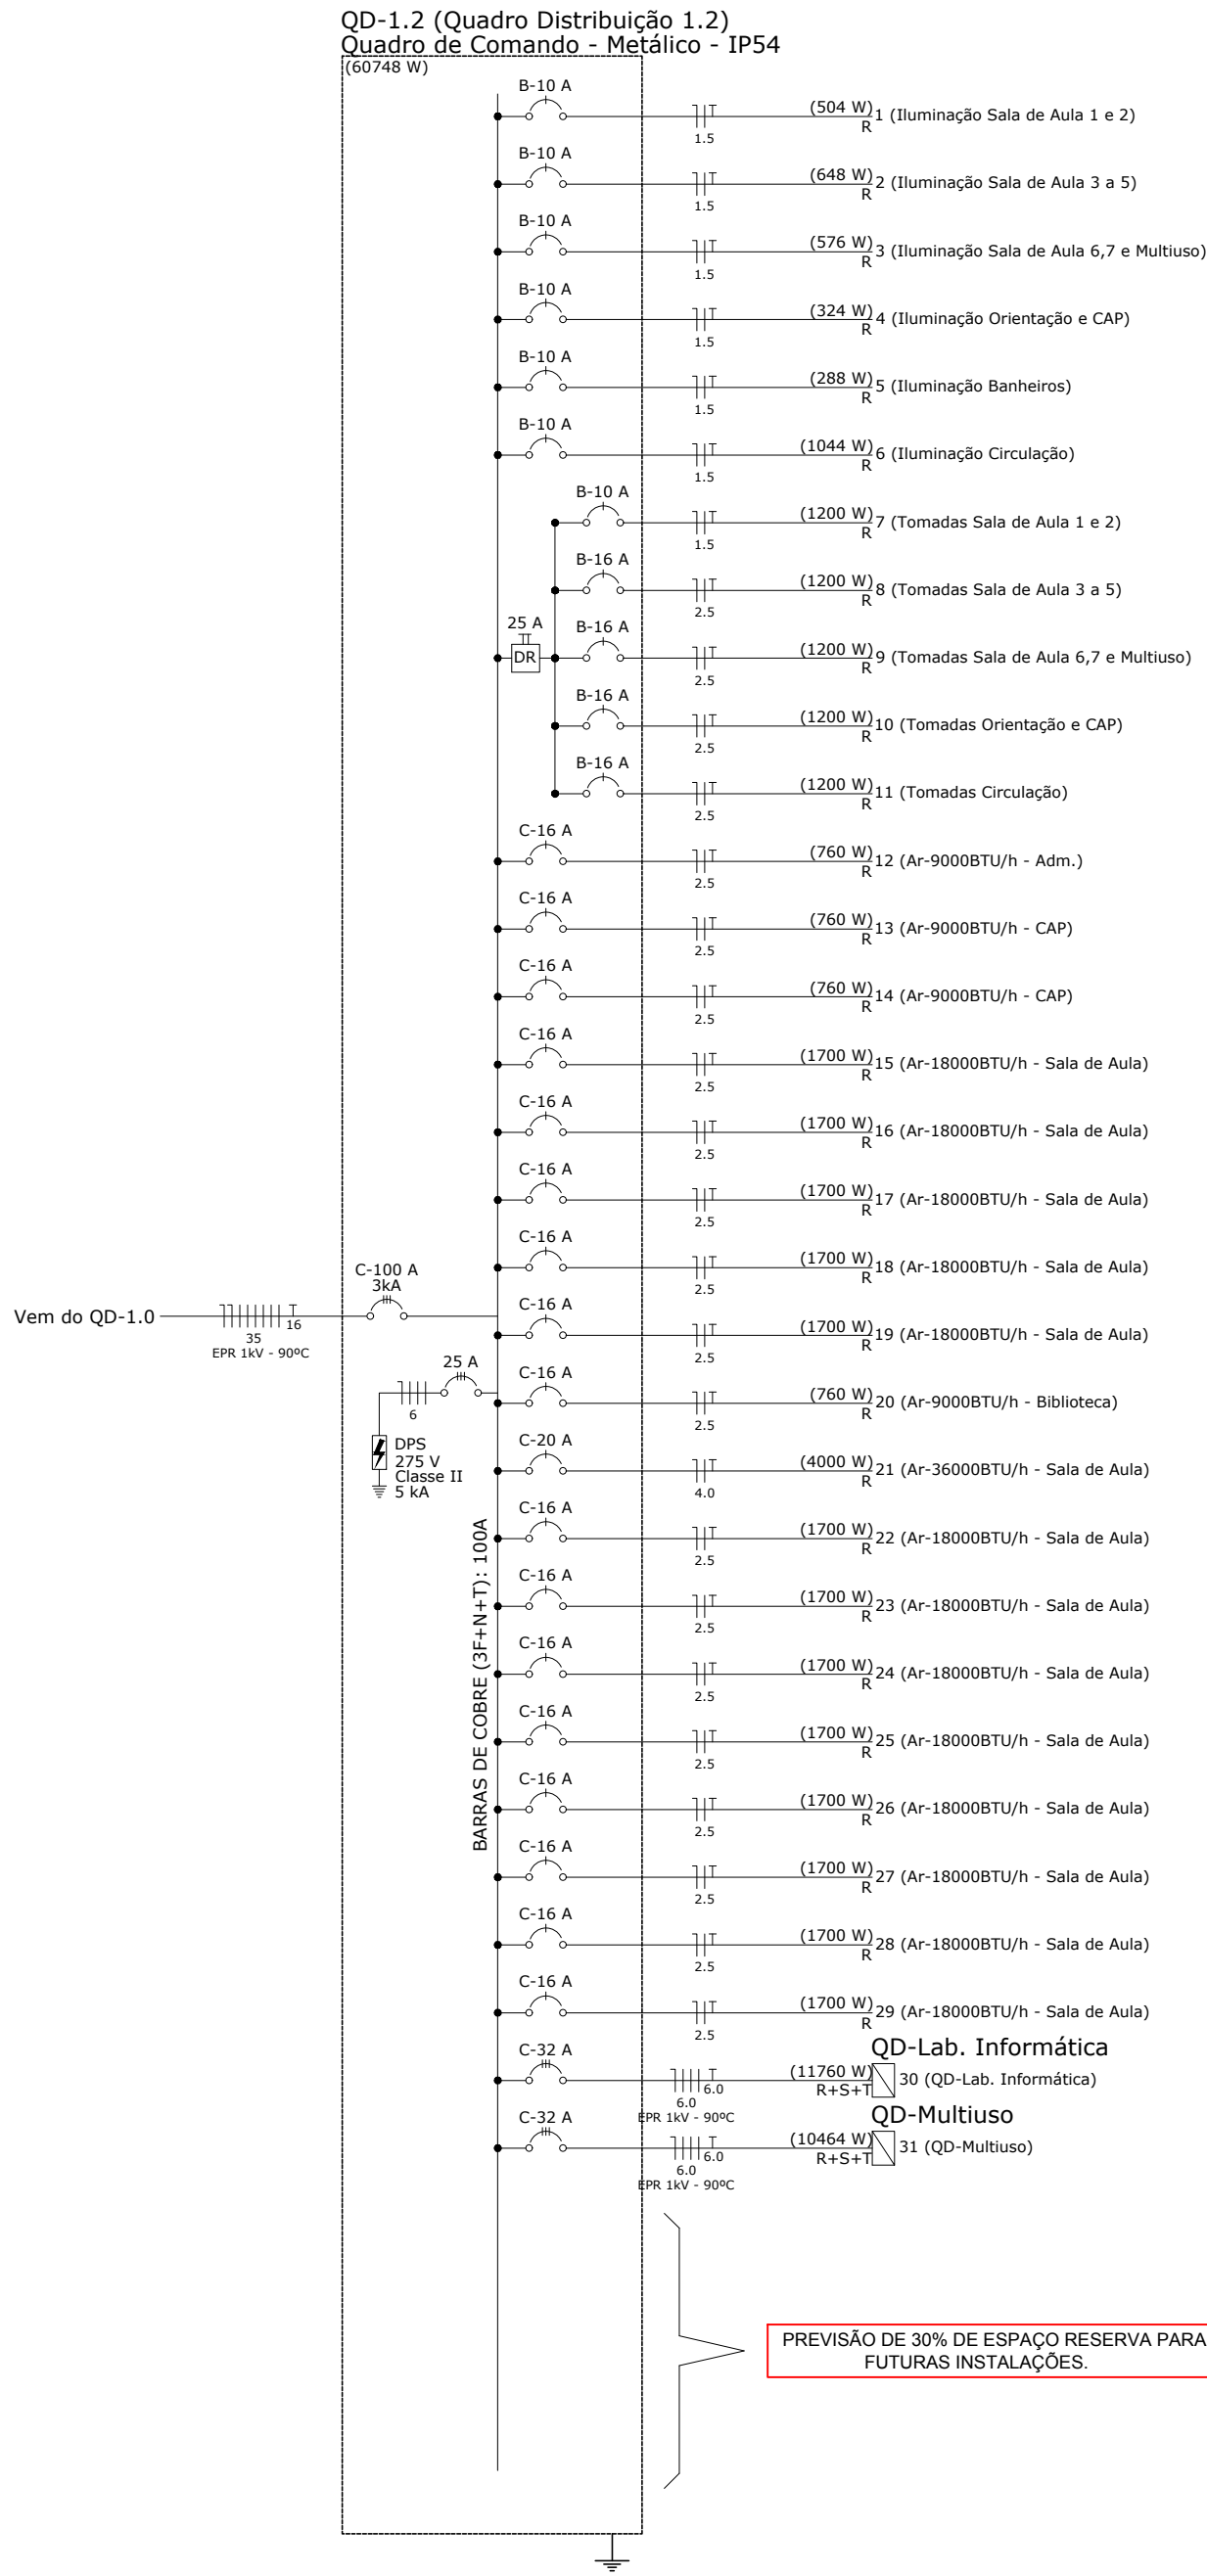 QD-1.2 (Quadro Distribuição 1.2)
Quadro de Comando - Metálico - IP54
(60748 W)
B-10 A
1.5
(504 W)
R
1 (Iluminação Sala de Aula 1 e 2)
B-10 A
1.5
(648 W)
R
2 (Iluminação Sala de Aula 3 a 5)
B-10 A
1.5
(576 W)
R
3 (Iluminação Sala de Aula 6,7 e Multiuso)
B-10 A
1.5
(324 W)
R
4 (Iluminação Orientação e CAP)
B-10 A
1.5
(288 W)
R
5 (Iluminação Banheiros)
B-10 A
1.5
(1044 W)
R
6 (Iluminação Circulação)
B-10 A
T
1.5
(1200 W)
R
7 (Tomadas Sala de Aula 1 e 2)
B-16 A
2.5
(1200 W)
R
8 (Tomadas Sala de Aula 3 a 5)
25 A
DR
B-16 A
2.5
(1200 W)
R
9 (Tomadas Sala de Aula 6,7 e Multiuso)
B-16 A
2.5
(1200 W)
R
10 (Tomadas Orientação e CAP)
B-16 A
2.5
(1200 W)
R
11 (Tomadas Circulação)
C-16 A
2.5
(760 W)
R
12 (Ar-9000BTU/h - Adm.)
C-16 A
2.5
(760 W)
R
13 (Ar-9000BTU/h - CAP)
C-16 A
2.5
(760 W)
R
14 (Ar-9000BTU/h - CAP)
C-16 A
2.5
(1700 W)
R
15 (Ar-18000BTU/h - Sala de Aula)
C-16 A
2.5
(1700 W)
R
16 (Ar-18000BTU/h - Sala de Aula)
C-16 A
2.5
(1700 W)
R
17 (Ar-18000BTU/h - Sala de Aula)
C-16 A
2.5
(1700 W)
R
18 (Ar-18000BTU/h - Sala de Aula)
Vem do QD-1.0
35
16
EPR 1kV - 90ºC
C-100 A
3kA
C-16 A
2.5
(1700 W)
R
19 (Ar-18000BTU/h - Sala de Aula)
25 A
6
DPS
275 V
Classe II
5 kA
C-16 A
2.5
(760 W)
R
20 (Ar-9000BTU/h - Biblioteca)
C-20 A
4.0
(4000 W)
R
21 (Ar-36000BTU/h - Sala de Aula)
BARRAS DE COBRE (3F+N+T): 100A
C-16 A
2.5
(1700 W)
R
22 (Ar-18000BTU/h - Sala de Aula)
C-16 A
2.5
(1700 W)
R
23 (Ar-18000BTU/h - Sala de Aula)
C-16 A
2.5
(1700 W)
R
24 (Ar-18000BTU/h - Sala de Aula)
C-16 A
2.5
(1700 W)
R
25 (Ar-18000BTU/h - Sala de Aula)
C-16 A
2.5
(1700 W)
R
26 (Ar-18000BTU/h - Sala de Aula)
C-16 A
2.5
(1700 W)
R
27 (Ar-18000BTU/h - Sala de Aula)
C-16 A
2.5
(1700 W)
R
28 (Ar-18000BTU/h - Sala de Aula)
C-16 A
2.5
(1700 W)
R
29 (Ar-18000BTU/h - Sala de Aula)
QD-Lab. Informática
C-32 A
6.0
6.0
EPR 1kV - 90ºC
(11760 W)
R+S+T
30 (QD-Lab. Informática)
QD-Multiuso
C-32 A
6.0
6.0
EPR 1kV - 90ºC
(10464 W)
R+S+T
31 (QD-Multiuso)
PREVISÃO DE 30% DE ESPAÇO RESERVA PARA
FUTURAS INSTALAÇÕES.